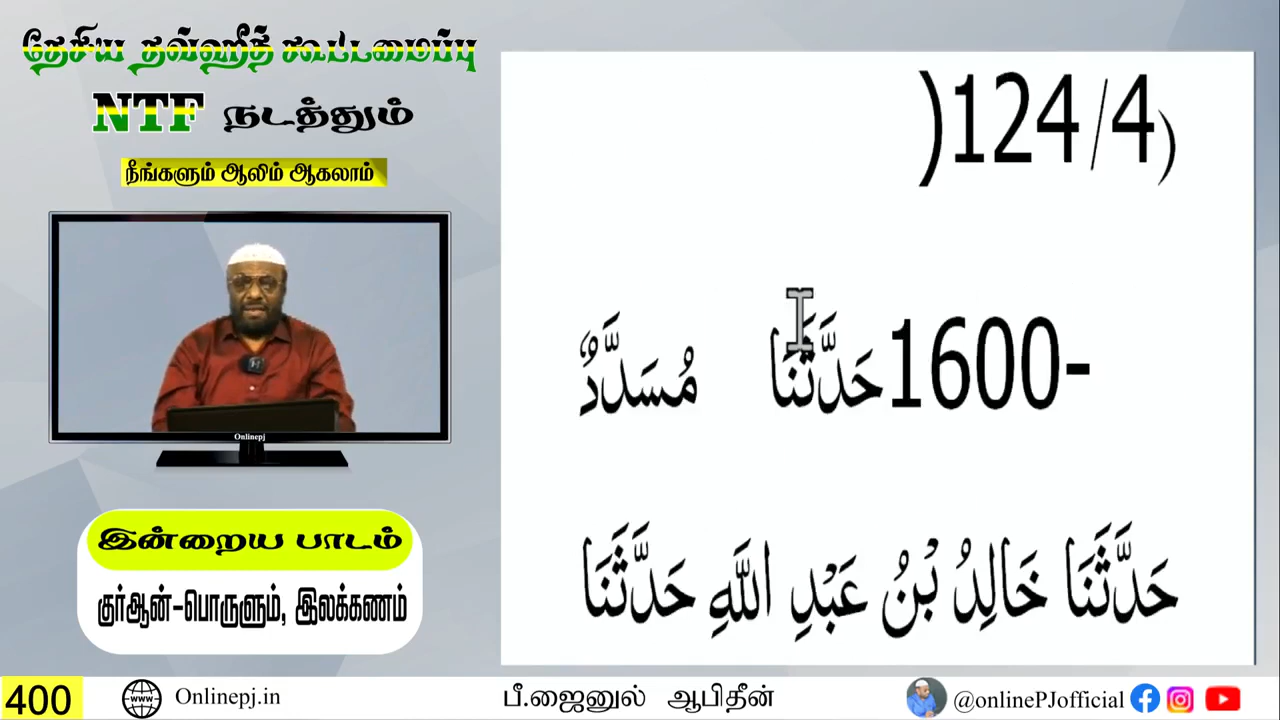 தேசிய தவ்ஹீத் கூட்டமைப்பு
NTF நடத்தும்
நீங்களும் ஆலிம் ஆகலாம்
Onlinepj
இன்றைய பாடம்
குர்ஆன்-பொருளும், இலக்கணம்
(4/ 124)
1600- حَدَّثَنَا مُسَدَّدٌ
حَدَّثَنَا خَالِدُ بْنُ عَبْدِ اللَّهِ حَدَّثَنَا
400 www Onlinepj.in பீ.ஜைனுல் ஆபிதீன் @onlinePJofficial